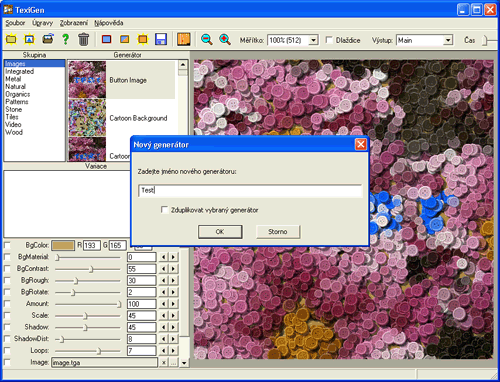 TexiGen
Soubor Úpravy Zobrazení Nápověda
Měřítko: 100% (512) Dlaždice Výstup: Main Čas
Skupina Generátor
Images
Integrated
Metal
Natural
Organics
Patterns
Stone
Tiles
Video
Wood
Button Image
Cartoon Background
Variace
Nový generátor
Zadejte jméno nového generátoru:
Test
Zduplikovat vybraný generátor
OK Storno
BgColor: R 193 G 165
BgMaterial: 0
BgContrast: 55
BgRough: 30
BgRotate: 2
Amount: 100
Scale: 45
Shadow: 45
ShadowDist: 8
Loops: 7
Image: image.tga x ...